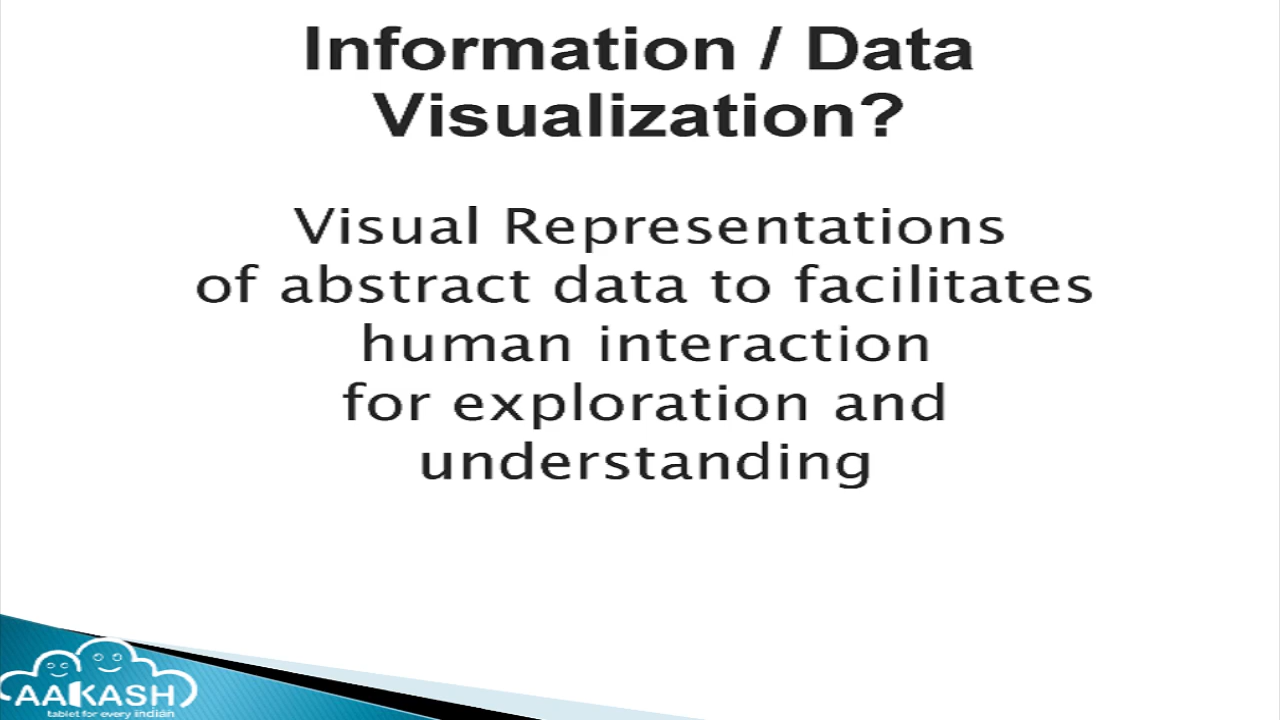 Information / Data
Visualization?
Visual Representations
of abstract data to facilitates
human interaction
for exploration and
understanding
AAKASH
tablet for every indian